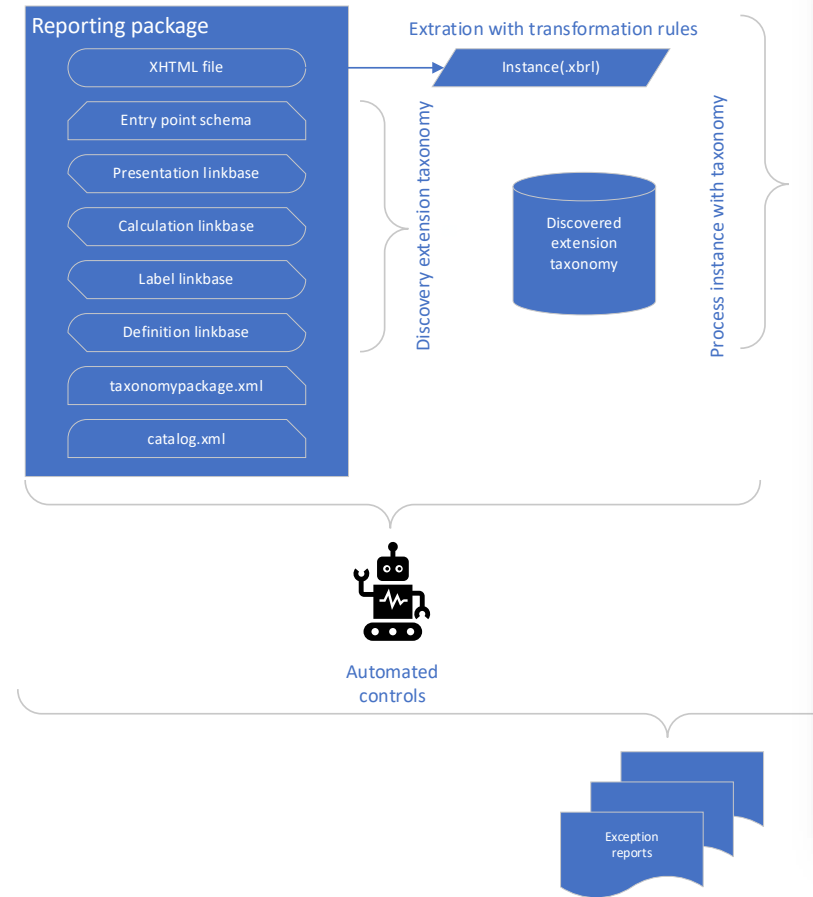 Reporting package
XHTML file
Entry point schema
Presentation linkbase
Calculation linkbase
Label linkbase
Definition linkbase
taxonomypackage.xml
catalog.xml
Discovery extension taxonomy
Extration with transformation rules
Instance(.xbrl)
Discovered
extension
taxonomy
Process instance with taxonomy
Automated
controls
Exception
reports